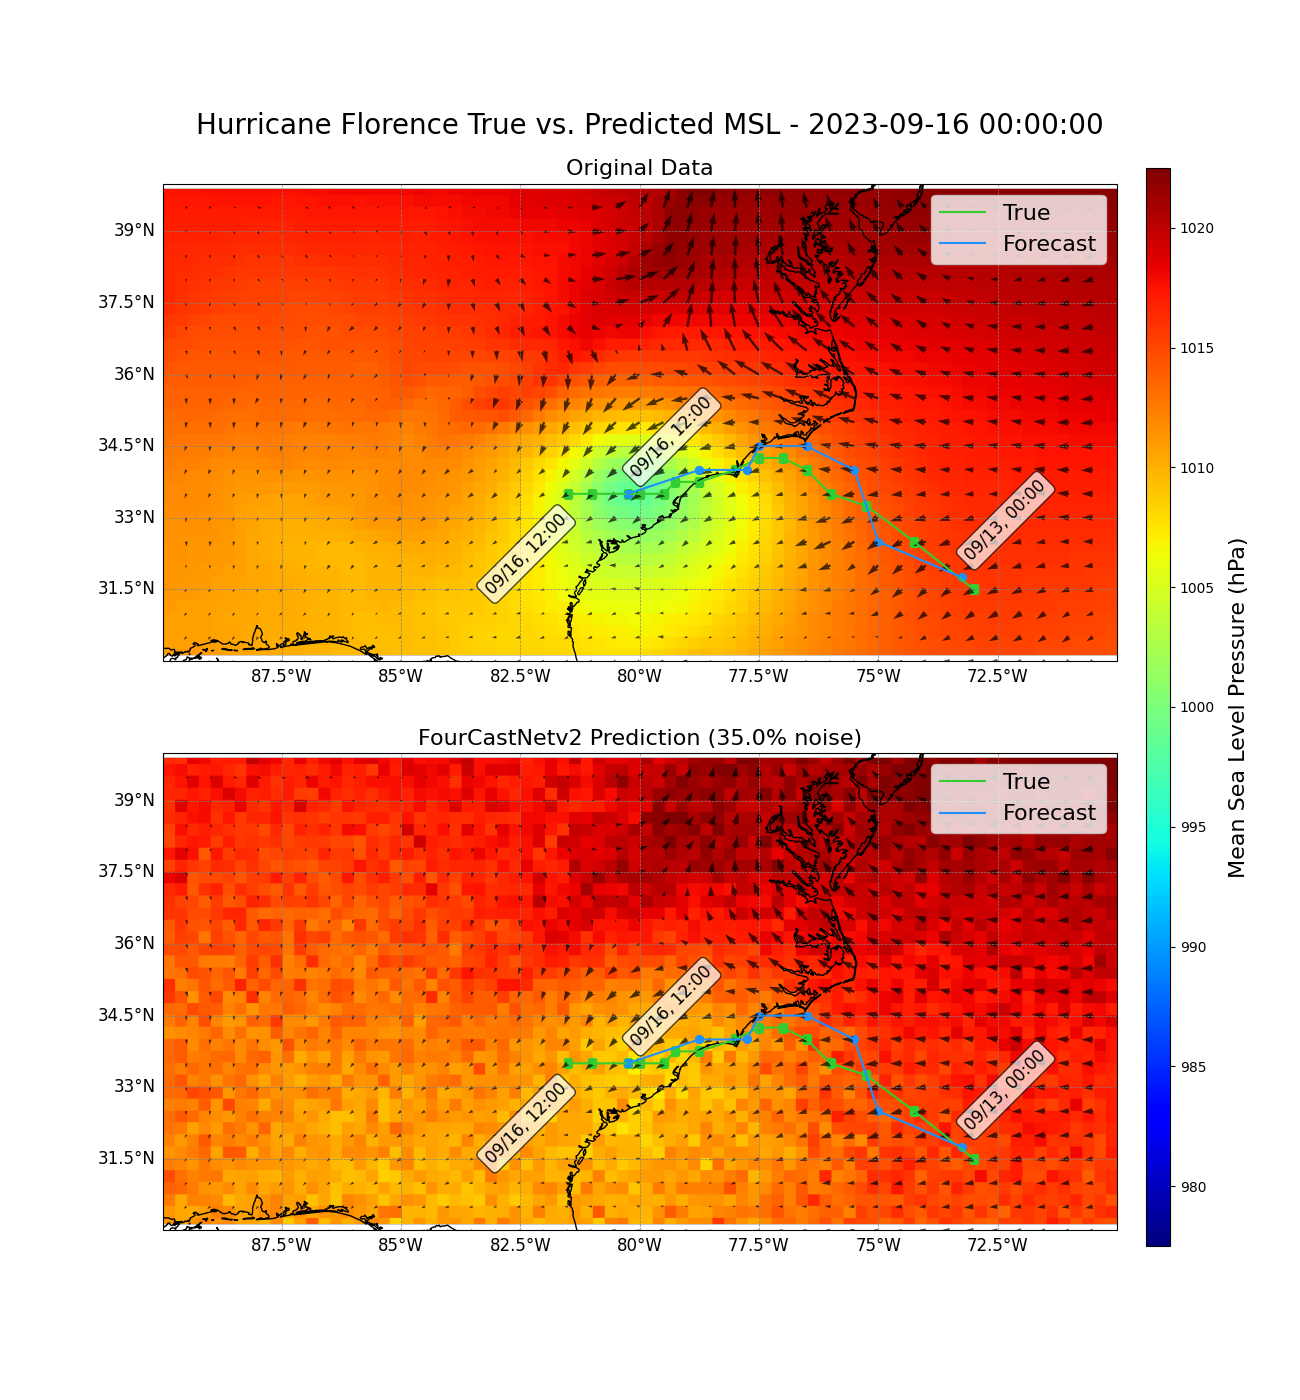 Hurricane Florence True vs. Predicted MSL - 2023-09-16 00:00:00
Original Data
True
Forecast
39°N
37.5°N
36°N
34.5°N
33°N
31.5°N
09/16, 12:00
09/16, 12:00
09/13, 00:00
87.5°W 85°W 82.5°W 80°W 77.5°W 75°W 72.5°W
FourCastNetv2 Prediction (35.0% noise)
True
Forecast
39°N
37.5°N
36°N
34.5°N
33°N
31.5°N
09/16, 12:00
09/16, 12:00
09/13, 00:00
87.5°W 85°W 82.5°W 80°W 77.5°W 75°W 72.5°W
1020
1015
1010
1005
1000
995
990
985
980
Mean Sea Level Pressure (hPa)